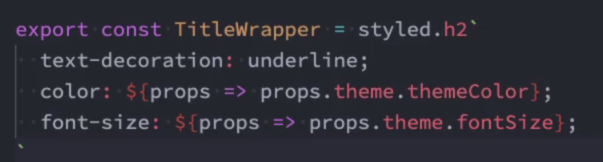 export const TitleWrapper = styled.h2`
  text-decoration: underline;
  color: ${props => props.theme.themeColor};
  font-size: ${props => props.theme.fontSize};
`